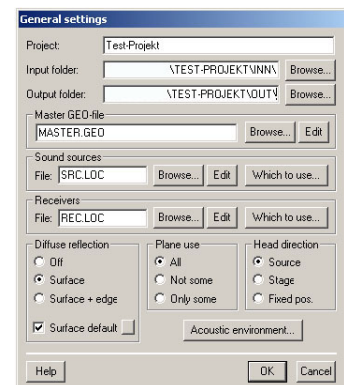 General settings
Project: Test-Projekt
Input folder: \TEST-PROJEKT\INN\ Browse...
Output folder: \TEST-PROJEKT\OUT\ Browse...
Master GEO-file
MASTER.GEO Browse... Edit
Sound sources
File: SRC.LOC Browse... Edit Which to use...
Receivers
File: REC.LOC Browse... Edit Which to use...
Diffuse reflection Plane use Head direction
Off All Source
Surface Not some Stage
Surface + edge Only some Fixed pos.
Surface default Acoustic environment...
Help OK Cancel